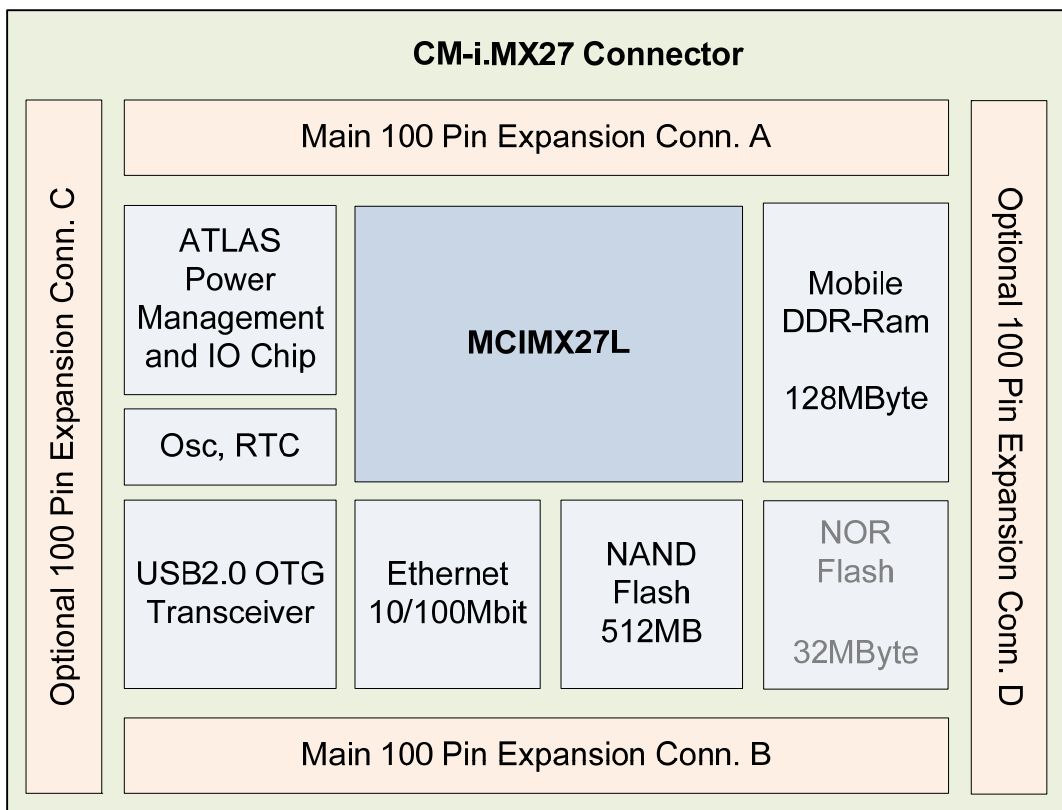 CM-i.MX27 Connector
Main 100 Pin Expansion Conn. A
Optional 100 Pin Expansion Conn. C
ATLAS
Power
Management
and IO Chip
MCIMX27L
Mobile
DDR-Ram
128MByte
Optional 100 Pin Expansion Conn. D
Osc, RTC
USB2.0 OTG
Transceiver
Ethernet
10/100Mbit
NAND
Flash
512MB
NOR
Flash
32MByte
Main 100 Pin Expansion Conn. B